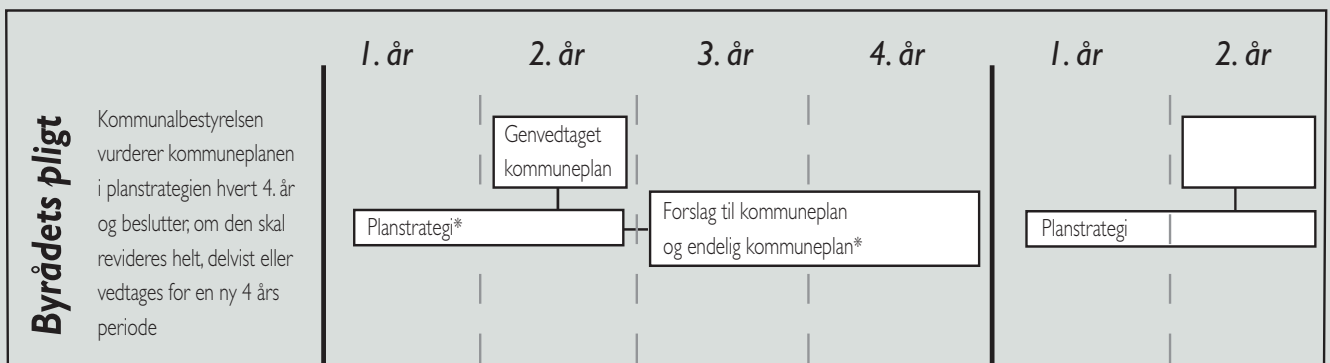 1. år
2. år
3. år
4. år
1. år
2. år
Byrådets pligt
Kommunalbestyrelsen
vurderer kommuneplanen
i planstrategien hvert 4. år
og beslutter, om den skal
revideres helt, delvist eller
vedtages for en ny 4 års
periode
Genvedtaget
kommuneplan
Planstrategi*
Forslag til kommuneplan
og endelig kommuneplan*
Planstrategi